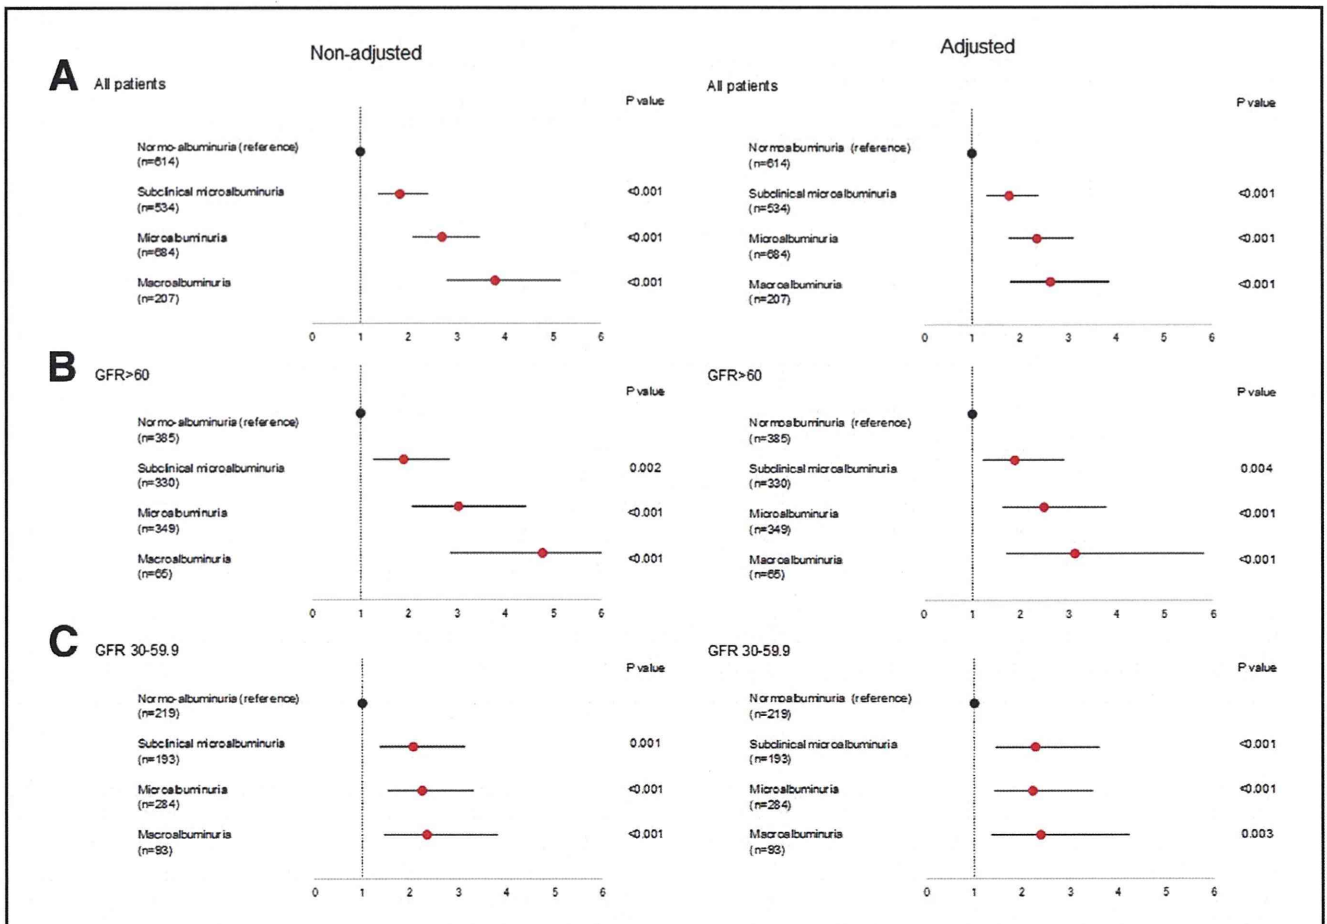 Non-adjusted
Adjusted
A
All patients
P value
Normo-albuminuria (reference)
(n=614)
Subclinical microalbuminuria
(n=534)
<0.001
Microabuminuria
(n=684)
<0.001
Macroalbuminuria
(n=207)
<0.001
0 1 2 3 4 5 6
All patients
P value
Normoabuminuria (reference)
(n=614)
Subclinical microalbuminuria
(n=534)
<0.001
Microalbuminuria
(n=684)
<0.001
Macroalbuminuria
(n=207)
<0.001
0 1 2 3 4 5 6
B
GFR>60
P value
Normo-albuminuria (reference)
(n=385)
Subclinical microalbuminuria
(n=330)
0.002
Microabuminuria
(n=349)
<0.001
Macroalbuminuria
(n=65)
<0.001
0 1 2 3 4 5 6
GFR>60
P value
Normoabuminuria (reference)
(n=385)
Subclinical microalbuminuria
(n=330)
0.004
Microalbuminuria
(n=349)
<0.001
Macroalbuminuria
(n=65)
<0.001
0 1 2 3 4 5 6
C
GFR 30-59.9
P value
Normo-albuminuria (reference)
(n=219)
Subclinical microalbuminuria
(n=193)
0.001
Microabuminuria
(n=284)
<0.001
Macroalbuminuria
(n=93)
<0.001
0 1 2 3 4 5 6
GFR 30-59.9
P value
Normoabuminuria (reference)
(n=219)
Subclinical microalbuminuria
(n=193)
<0.001
Microalbuminuria
(n=284)
<0.001
Macroalbuminuria
(n=93)
0.003
0 1 2 3 4 5 6